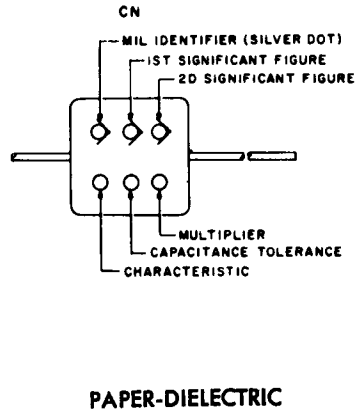 CN
MIL IDENTIFIER (SILVER DOT)
1ST SIGNIFICANT FIGURE
2D SIGNIFICANT FIGURE
MULTIPLIER
CAPACITANCE TOLERANCE
CHARACTERISTIC
PAPER-DIELECTRIC